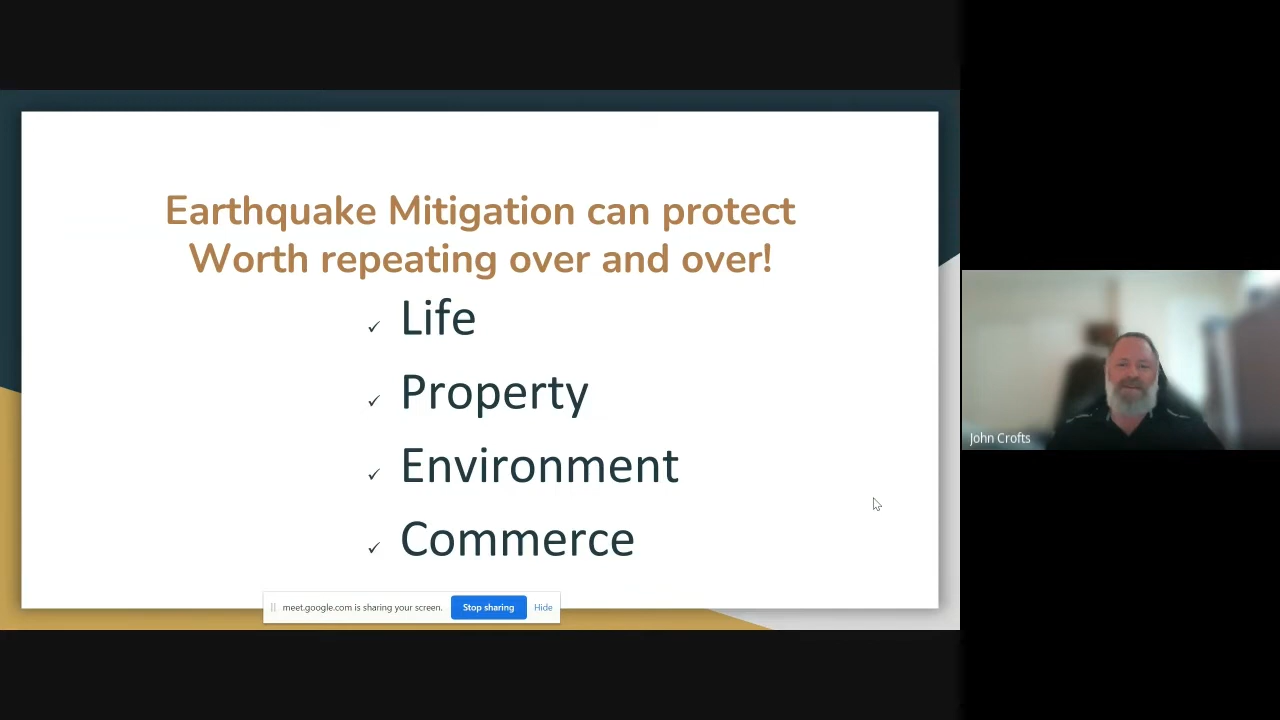 Earthquake Mitigation can protect
Worth repeating over and over!
✓ Life
✓ Property
✓ Environment
✓ Commerce
meet.google.com is sharing your screen. Stop sharing Hide
John Crofts